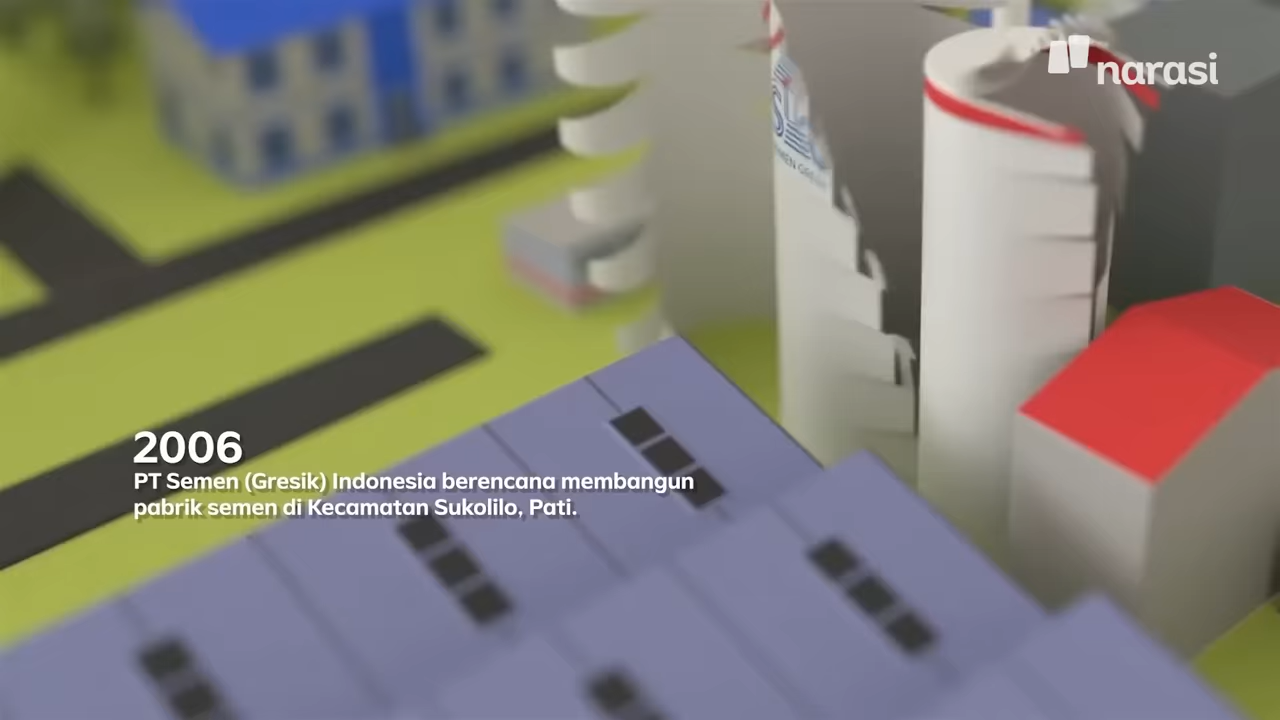 narasi
2006
PT Semen (Gresik) Indonesia berencana membangun
pabrik semen di Kecamatan Sukolilo, Pati.